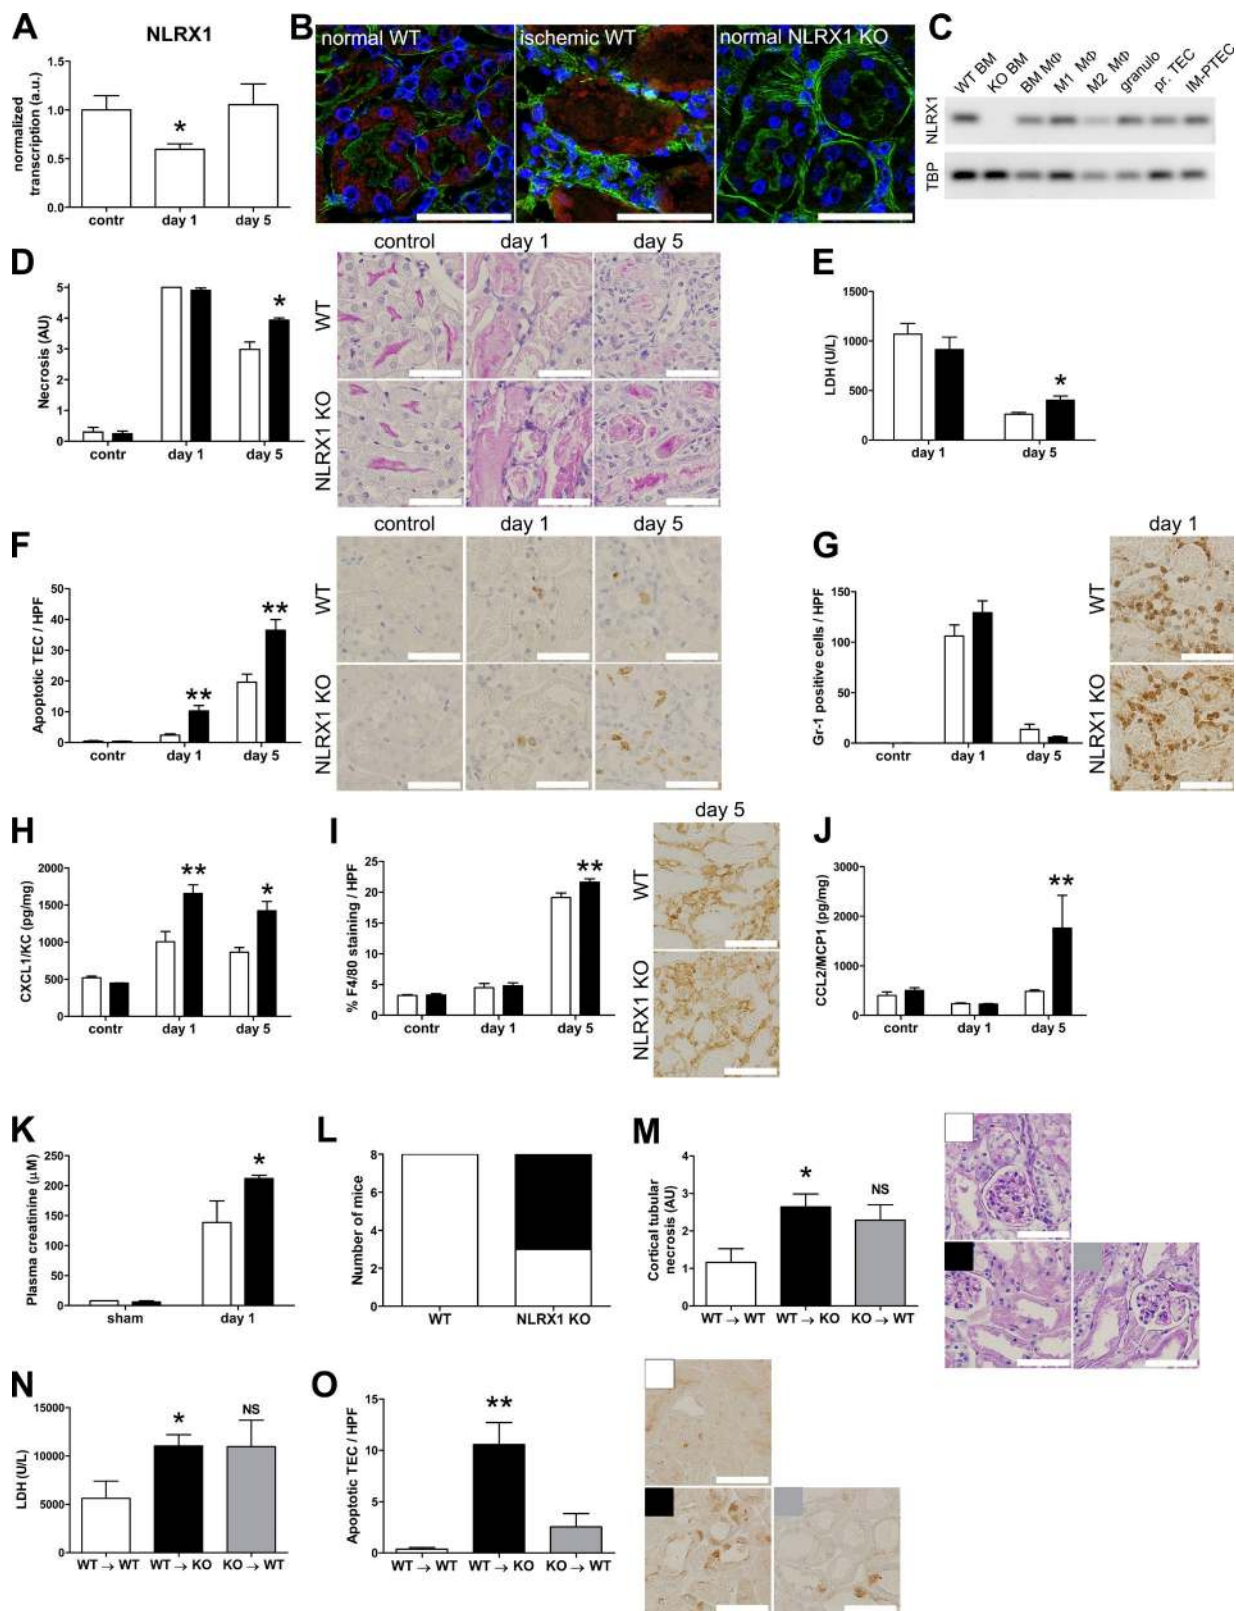 A
NLRX1
normalized
transcription (a.u.)
1.5
1.0
0.5
0.0
*
contr
day 1
day 5
B
normal WT
ischemic WT
normal NLRX1 KO
C
WT BM
KO BM
BM MΦ
M1 MΦ
M2 MΦ
granulo
pr. TEC
IM-PTEC
NLRX1
TBP
D
Necrosis (AU)
5
4
3
2
1
0
*
contr
day 1
day 5
control
day 1
day 5
WT
NLRX1 KO
E
LDH (U/L)
1500
1000
500
0
*
day 1
day 5
F
Apoptotic TEC / HPF
50
40
30
20
10
0
**
**
contr
day 1
day 5
control
day 1
day 5
WT
NLRX1 KO
G
Gr-1 positive cells / HPF
150
100
50
0
contr
day 1
day 5
day 1
WT
NLRX1 KO
H
CXCL1/KC (pg/mg)
2000
1500
1000
500
0
**
*
contr
day 1
day 5
I
% F4/80 staining / HPF
25
20
15
10
5
0
**
contr
day 1
day 5
day 5
WT
NLRX1 KO
J
CCL2/MCP1 (pg/mg)
3000
2000
1000
0
**
contr
day 1
day 5
K
Plasma creatinine (μM)
250
200
150
100
50
0
*
sham
day 1
L
Number of mice
8
6
4
2
0
WT
NLRX1 KO
M
Cortical tubular
necrosis (AU)
4
3
2
1
0
*
NS
WT → WT
WT → KO
KO → WT
N
LDH (U/L)
15000
10000
5000
0
*
NS
WT → WT
WT → KO
KO → WT
O
Apoptotic TEC / HPF
15
10
5
0
**
WT → WT
WT → KO
KO → WT